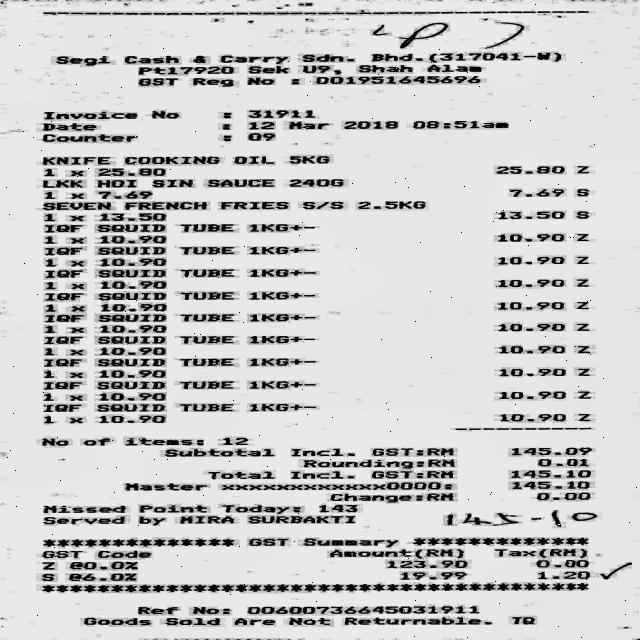 Segi Cash & Carry Sdn. Bhd.(317041-W)
Pt17920 Sek U9, Shah Alam
GST Reg No : 001951645696
Invoice No : 31911
Date : 12 Mar 2018 08:51am
Counter : 09
KNIFE COOKING OIL 5KG
1 x 25.80 25.80 Z
LKK HOI SIN SAUCE 240G
1 x 7.69 7.69 S
SEVEN FRENCH FRIES S/S 2.5KG
1 x 13.50 13.50 S
IQF SQUID TUBE 1KG+-
1 x 10.90 10.90 Z
IQF SQUID TUBE 1KG+-
1 x 10.90 10.90 Z
IQF SQUID TUBE 1KG+-
1 x 10.90 10.90 Z
IQF SQUID TUBE 1KG+-
1 x 10.90 10.90 Z
IQF SQUID TUBE 1KG+-
1 x 10.90 10.90 Z
IQF SQUID TUBE 1KG+-
1 x 10.90 10.90 Z
IQF SQUID TUBE 1KG+-
1 x 10.90 10.90 Z
IQF SQUID TUBE 1KG+-
1 x 10.90 10.90 Z
IQF SQUID TUBE 1KG+-
1 x 10.90 10.90 Z
No of items: 12
Subtotal Incl. GST:RM 145.09
Rounding:RM 0.01
Total Incl. GST:RM 145.10
Master xxxxxxxxxxxx0000: 145.10
Change:RM 0.00
Missed Point Today: 143
Served by MIRA SURBAKTI 145-10
************** GST Summary *************
GST Code Amount(RM) Tax(RM)
Z @0.0% 123.90 0.00
S @6.0% 19.99 1.20
Ref No: 00600736645031911
Goods Sold Are Not Returnable. TQ